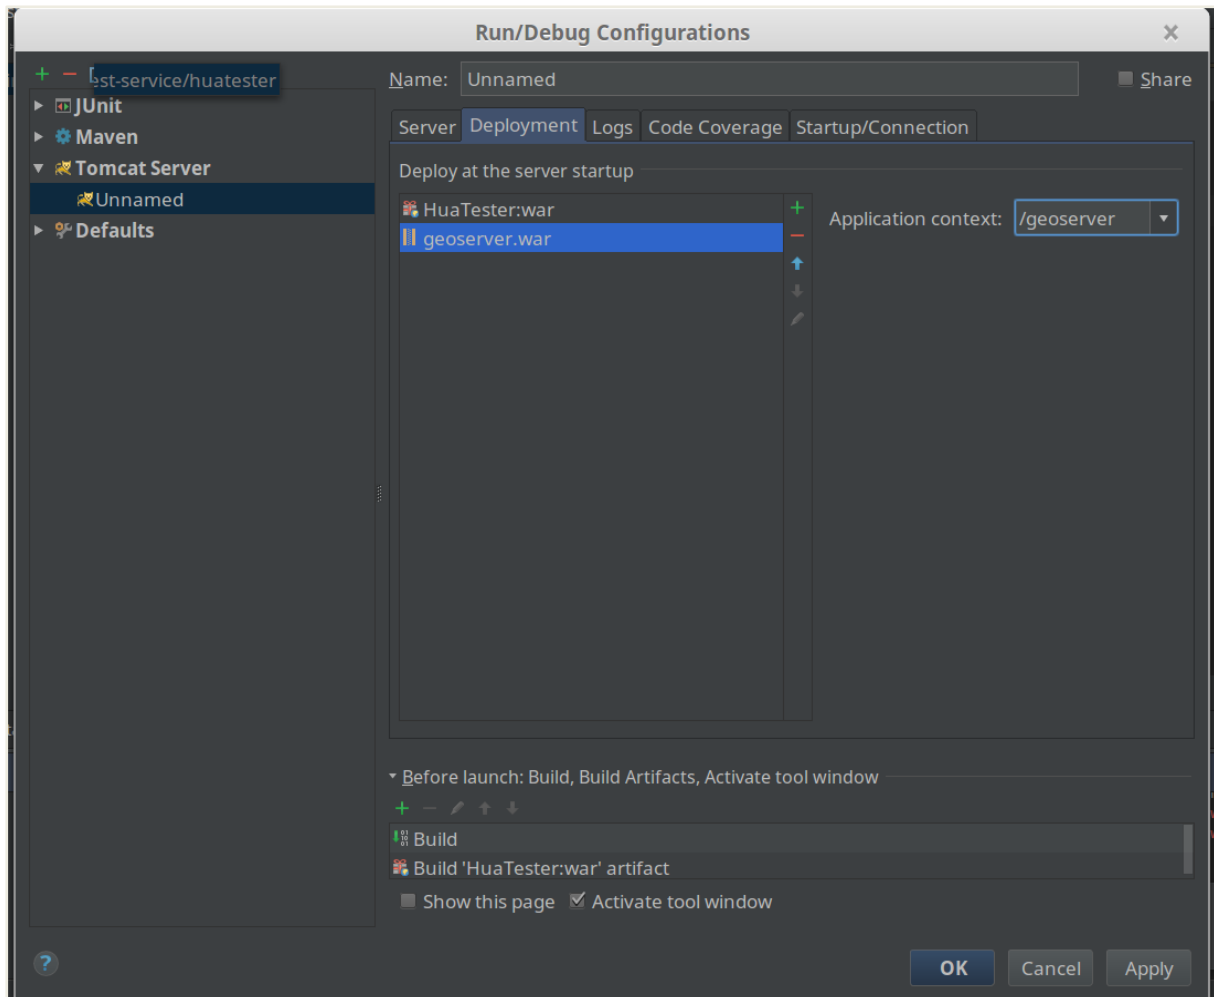 Run/Debug Configurations
est-service/huatester
JUnit
Maven
Tomcat Server
Unnamed
Defaults
Name: Unnamed
Share
Server Deployment Logs Code Coverage Startup/Connection
Deploy at the server startup
HuaTester:war
geoserver.war
Application context: /geoserver
Before launch: Build, Build Artifacts, Activate tool window
Build
Build 'HuaTester:war' artifact
Show this page Activate tool window
?
OK Cancel Apply